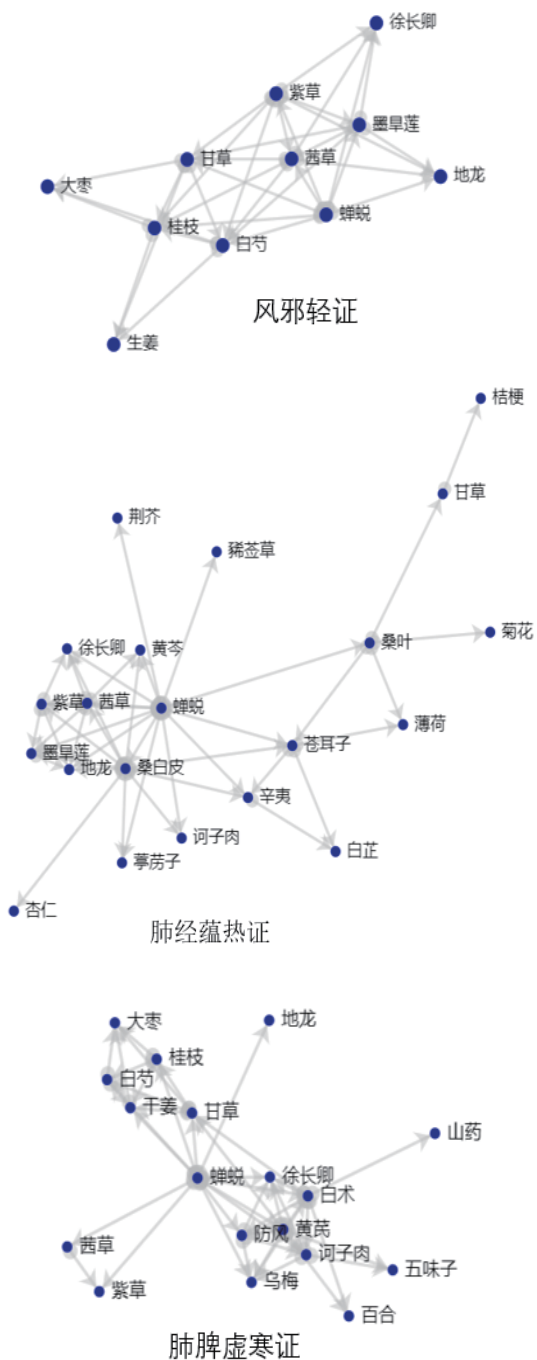 徐长卿
紫草
墨旱莲
甘草
茜草
地龙
大枣
蝉蜕
桂枝
白芍
风邪轻证
生姜
桔梗
甘草
荆芥
豨莶草
菊花
徐长卿
黄芩
桑叶
紫草
茜草
蝉蜕
薄荷
苍耳子
墨旱莲
地龙
桑白皮
辛夷
诃子肉
白芷
葶苈子
杏仁
肺经蕴热证
大枣
地龙
桂枝
白芍
干姜
甘草
山药
蝉蜕
徐长卿
白术
防风
黄芪
茜草
诃子肉
五味子
乌梅
紫草
百合
肺脾虚寒证